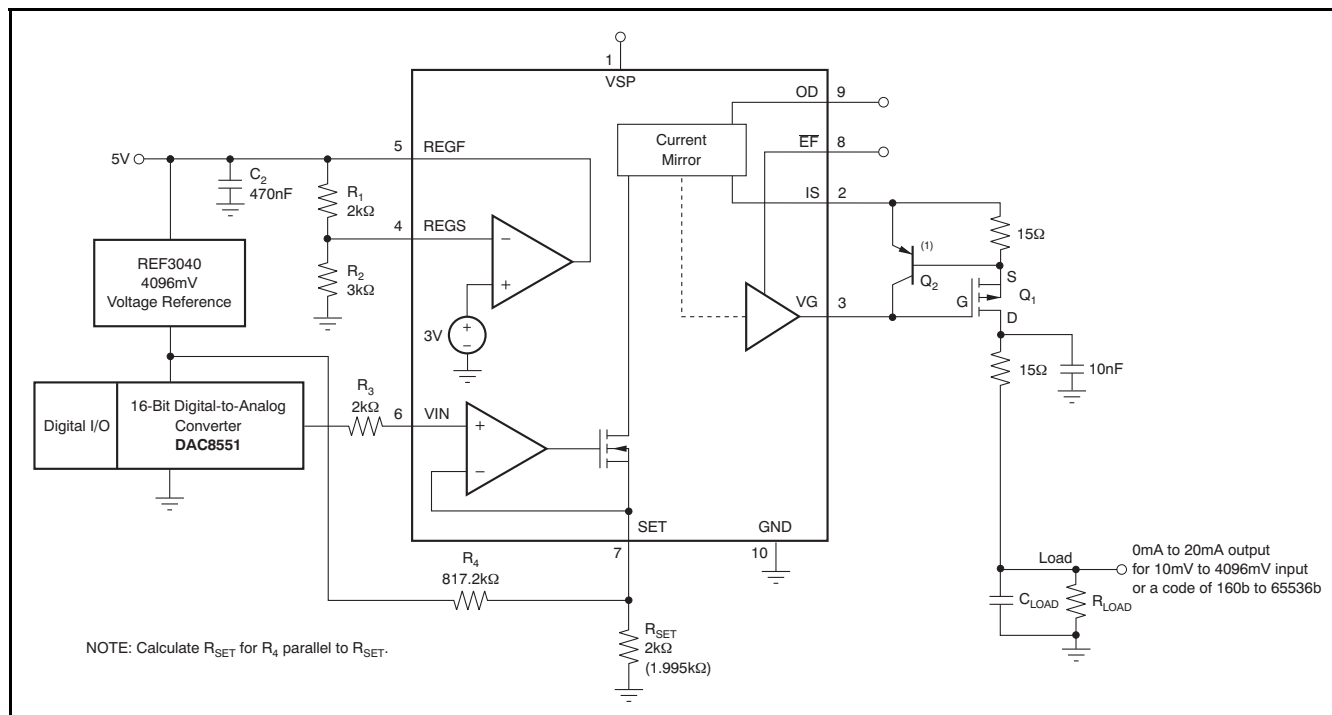 1
VSP
OD
9
EF
8
Current
Mirror
IS
2
5V
5
REGF
C2
470nF
R1
2kΩ
4
REGS
15Ω
(1)
Q2
S
Q1
G
D
REF3040
4096mV
Voltage Reference
R2
3kΩ
VG
3
3V
15Ω
10nF
Digital I/O
16-Bit Digital-to-Analog
Converter
DAC8551
R3
2kΩ
6
VIN
SET
GND
7
10
R4
817.2kΩ
Load
0mA to 20mA output
for 10mV to 4096mV input
or a code of 160b to 65536b
CLOAD
RLOAD
RSET
2kΩ
(1.995kΩ)
NOTE: Calculate RSET for R4 parallel to RSET.